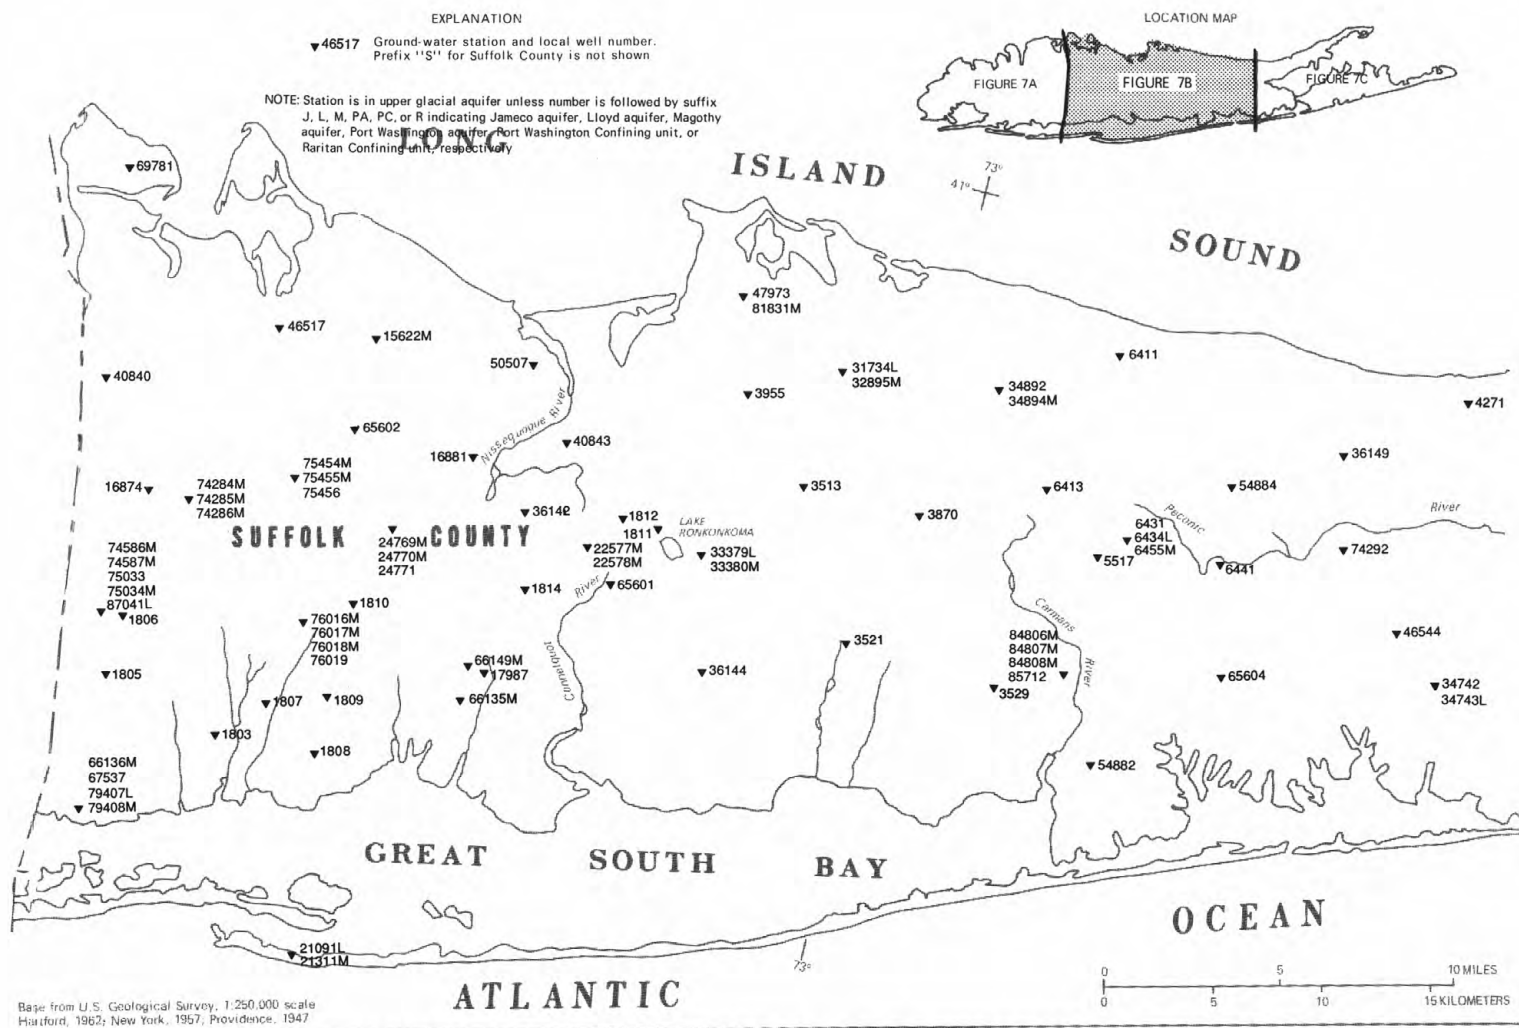 EXPLANATION
▼46517 Ground-water station and local well number.
Prefix "S" for Suffolk County is not shown
NOTE: Station is in upper glacial aquifer unless number is followed by suffix
J, L, M, PA, PC, or R indicating Jameco aquifer, Lloyd aquifer, Magothy
aquifer, Port Washington aquifer, Port Washington Confining unit, or
Raritan Confining unit, respectively
LOCATION MAP
FIGURE 7A
FIGURE 7B
FIGURE 7C
LONG
ISLAND
SOUND
73°
41°
69781
47973
81831M
46517
15622M
50507
6411
40840
31734L
32895M
3955
34892
34894M
4271
65602
Nissequogue River
40843
16881
36149
75454M
75455M
75456
16874
74284M
74285M
74286M
3513
6413
54884
36142
1812
1811
LAKE
RONKONKOMA
3870
Peconic
River
SUFFOLK COUNTY
24769M
24770M
24771
22577M
22578M
33379L
33380M
6431
6434L
6455M
5517
6441
74292
74586M
74587M
75033
75034M
87041L
1806
1810
1814
65601
Connetquot
River
76016M
76017M
76018M
76019
Carmans
River
3521
84806M
84807M
84808M
85712
3529
46544
1805
66149M
17987
66135M
36144
65604
34742
34743L
1807
1809
1803
1808
54882
66136M
67537
79407L
79408M
GREAT SOUTH BAY
21091L
21311M
73°
ATLANTIC
OCEAN
0 5 10 MILES
0 5 10 15 KILOMETERS
Base from U.S. Geological Survey, 1:250,000 scale
Hartford, 1962; New York, 1957; Providence, 1947